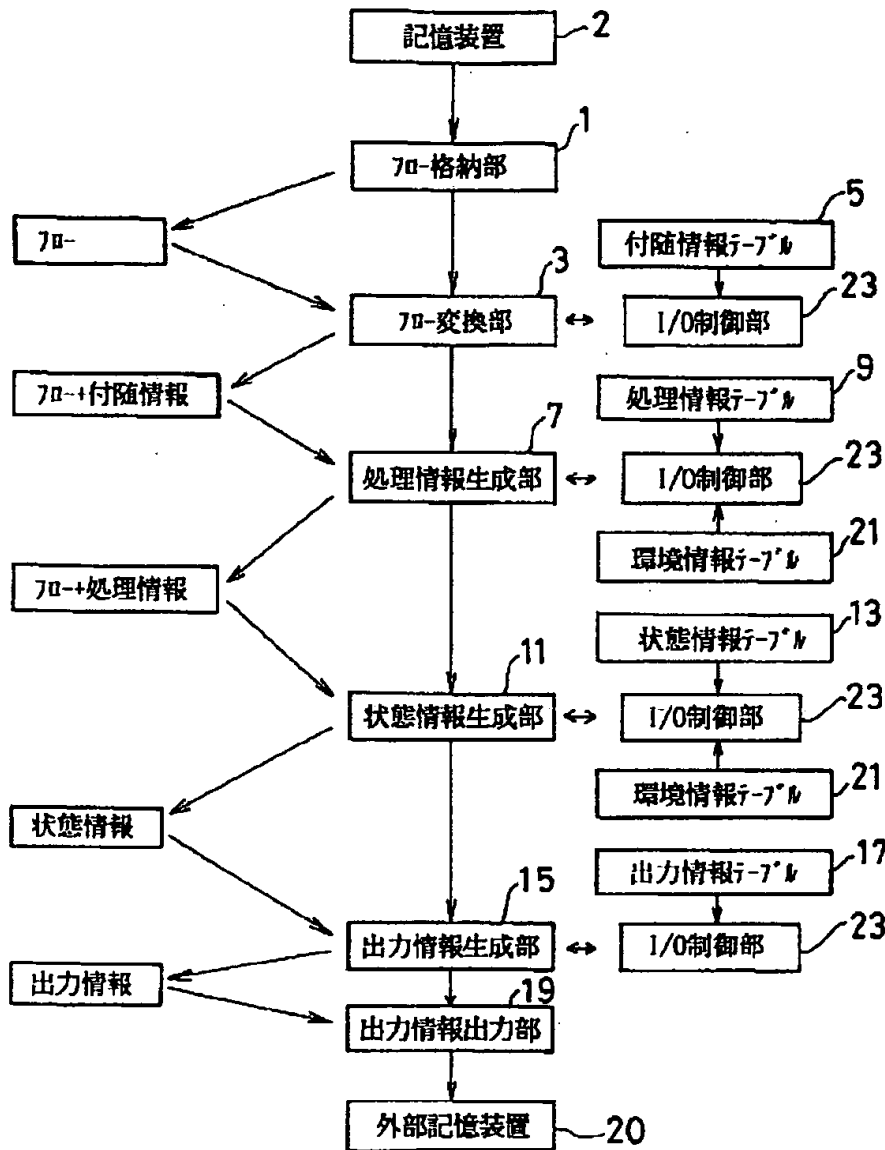 記憶装置
2
1
ﾌﾛｰ格納部
5
ﾌﾛｰ
付随情報ﾃｰﾌﾞﾙ
3
23
ﾌﾛｰ変換部
I/O制御部
9
ﾌﾛｰ+付随情報
処理情報ﾃｰﾌﾞﾙ
7
23
処理情報生成部
I/O制御部
21
ﾌﾛｰ+処理情報
環境情報ﾃｰﾌﾞﾙ
13
状態情報ﾃｰﾌﾞﾙ
11
23
状態情報生成部
I/O制御部
21
環境情報ﾃｰﾌﾞﾙ
状態情報
17
出力情報ﾃｰﾌﾞﾙ
15
23
出力情報生成部
I/O制御部
出力情報
19
出力情報出力部
外部記憶装置
20